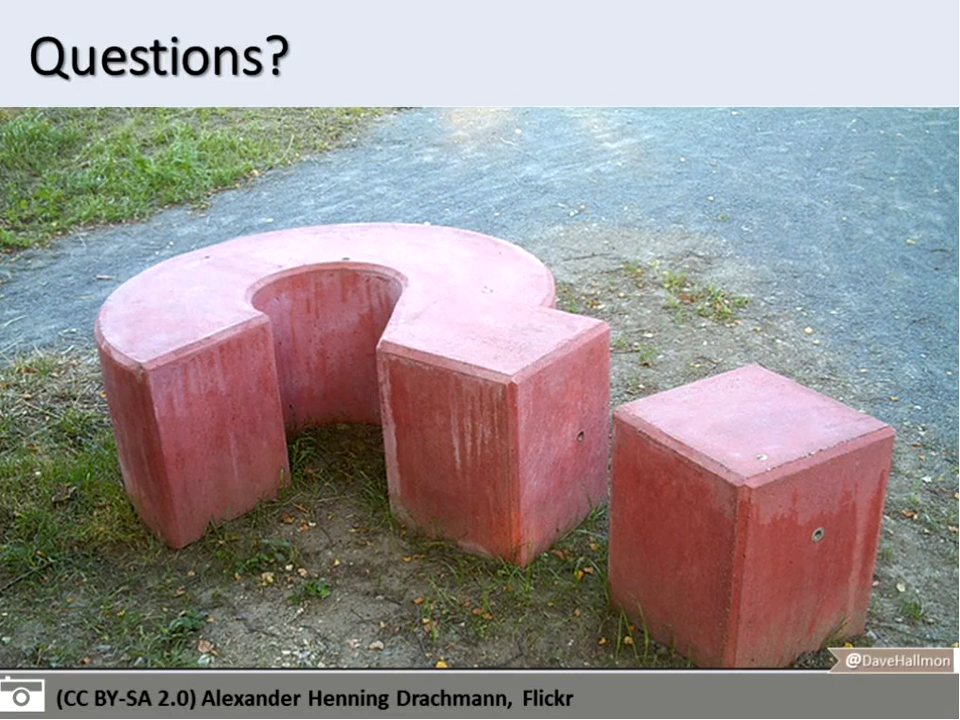 Questions?
@DaveHallmon
(CC BY-SA 2.0) Alexander Henning Drachmann, Flickr